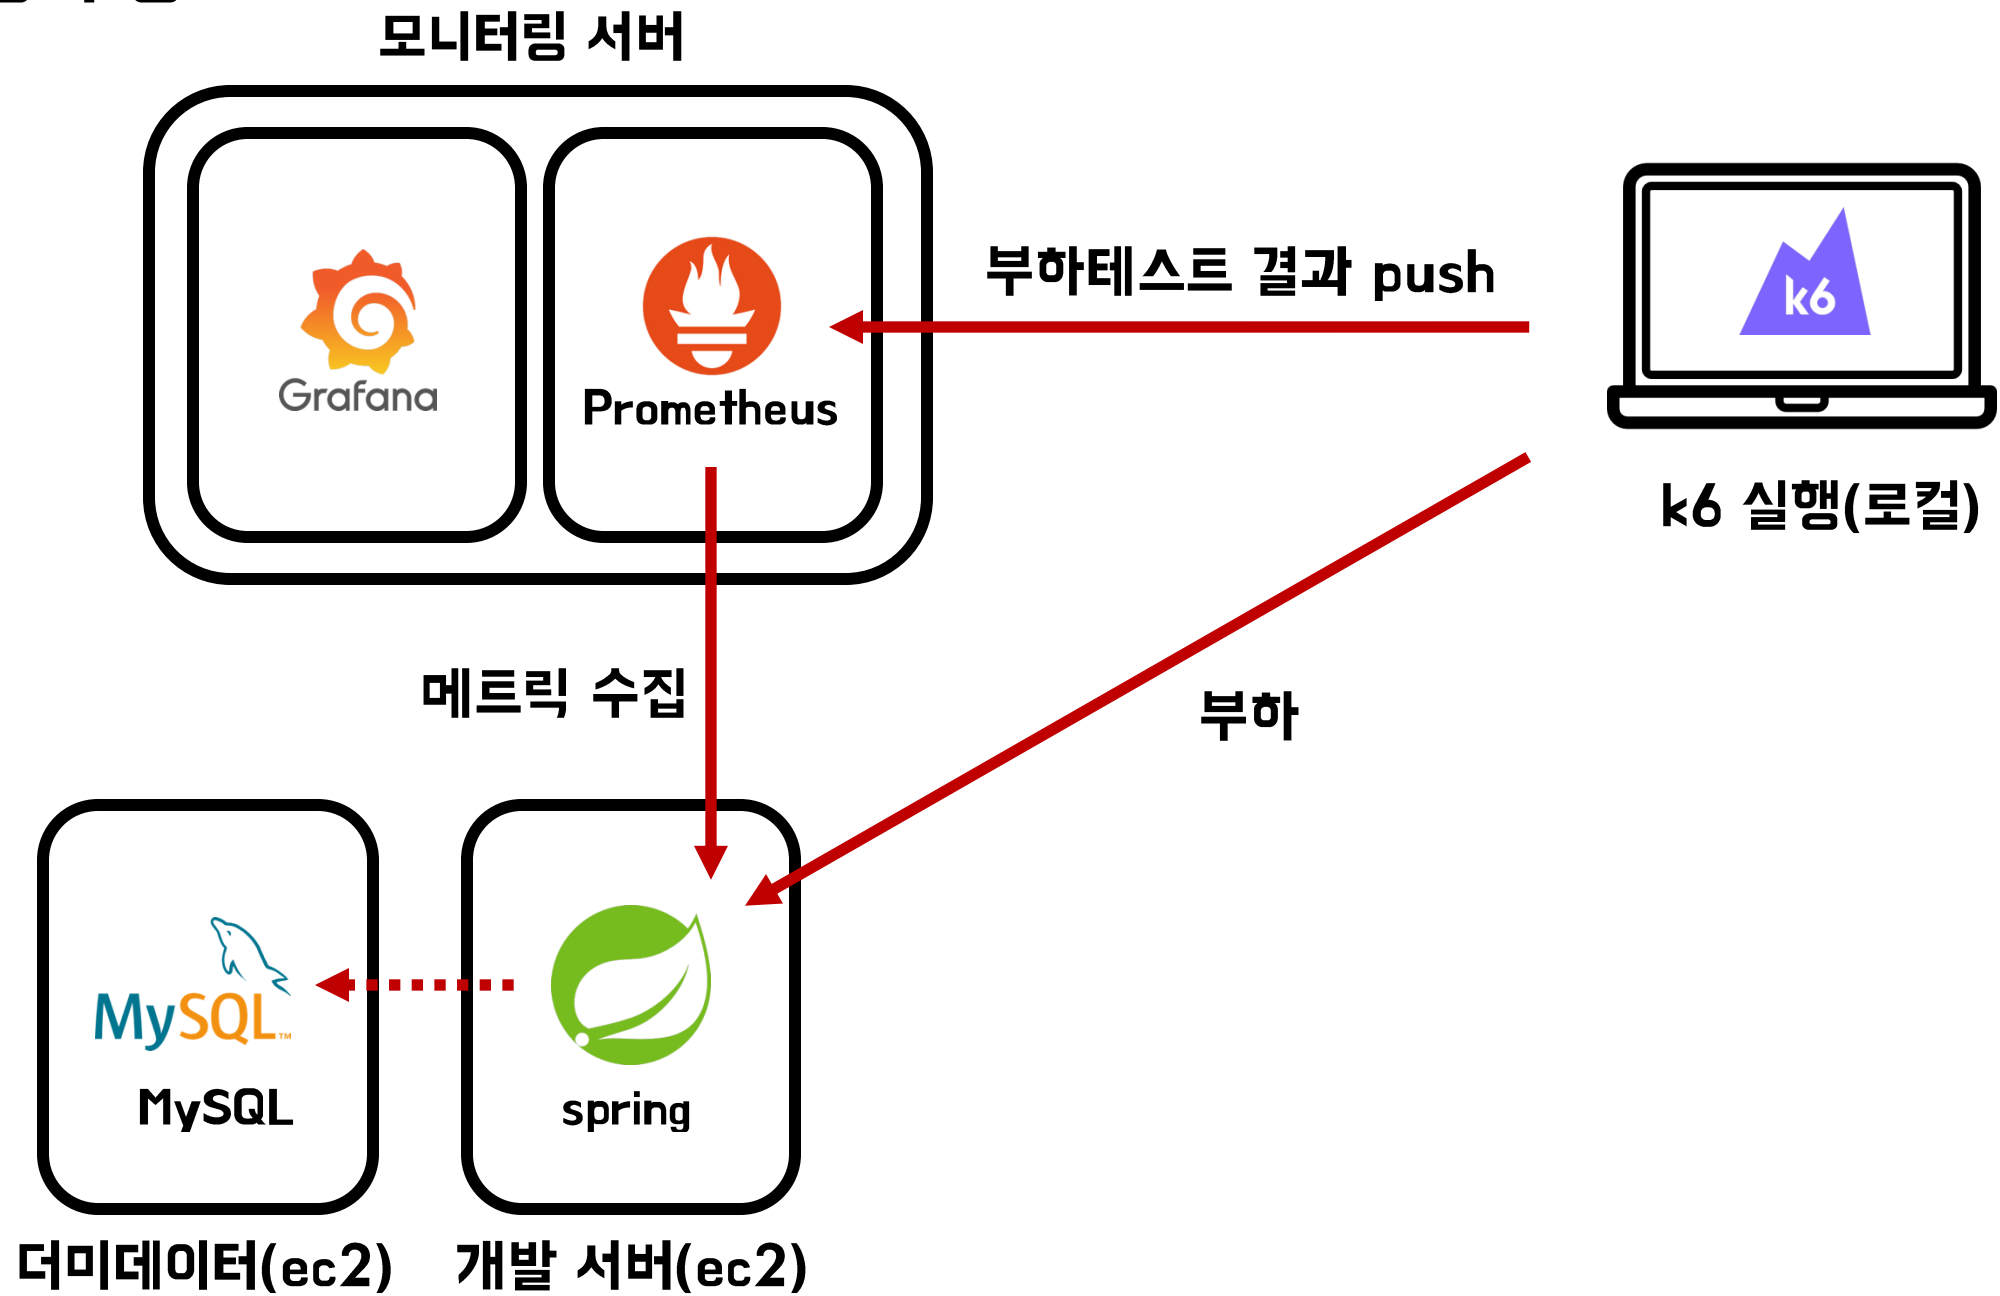 모니터링 서버
Grafana
Prometheus
부하테스트 결과 push
k6
k6 실행(로컬)
메트릭 수집
부하
MySQL™
MySQL
spring
더미데이터(ec2)
개발 서버(ec2)